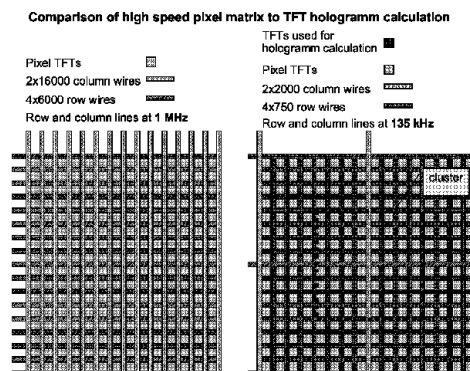 Comparison of high speed pixel matrix to TFT hologramm calculation
Pixel TFTs
2x16000 column wires
4x6000 row wires
Row and column lines at 1 MHz
TFTs used for
hologramm calculation
Pixel TFTs
2x2000 column wires
4x750 row wires
Row and column lines at 135 kHz
cluster